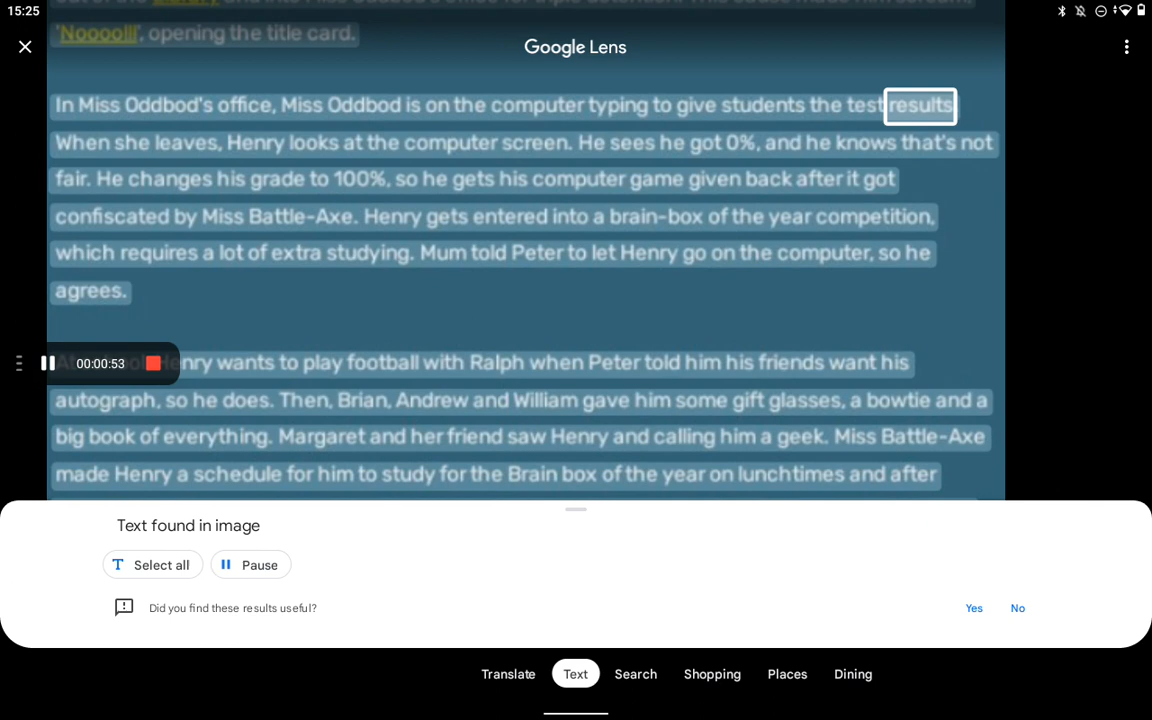 15:25
Google Lens
'Noooo!!!', opening the title card.
In Miss Oddbod's office, Miss Oddbod is on the computer typing to give students the test results.
When she leaves, Henry looks at the computer screen. He sees he got 0%, and he knows that's not
fair. He changes his grade to 100%, so he gets his computer game given back after it got
confiscated by Miss Battle-Axe. Henry gets entered into a brain-box of the year competition,
which requires a lot of extra studying. Mum told Peter to let Henry go on the computer, so he
agrees.
00:00:53
Henry wants to play football with Ralph when Peter told him his friends want his
autograph, so he does. Then, Brian, Andrew and William gave him some gift glasses, a bowtie and a
big book of everything. Margaret and her friend saw Henry and calling him a geek. Miss Battle-Axe
made Henry a schedule for him to study for the Brain box of the year on lunchtimes and after
Text found in image
Select all
Pause
Did you find these results useful?
Yes
No
Translate
Text
Search
Shopping
Places
Dining